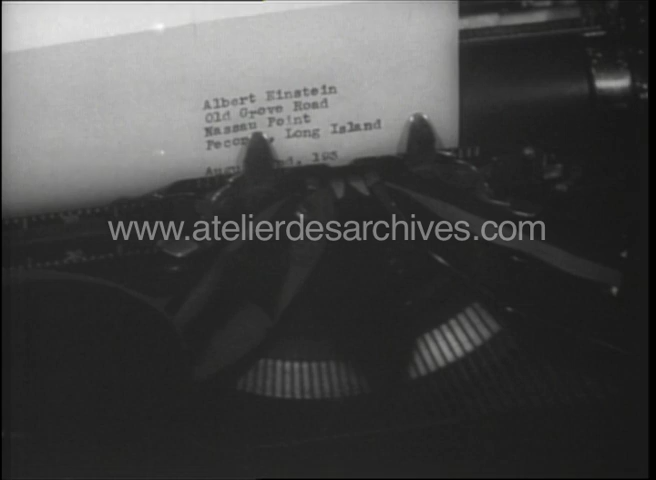 Albert Einstein
Old Grove Road
Nassau Point
Long Island
www.atelierdesarchives.com